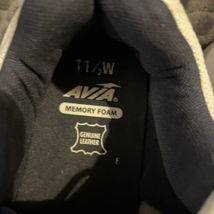 11½W
AVIA
MEMORY FOAM
GENUINE
LEATHER
F